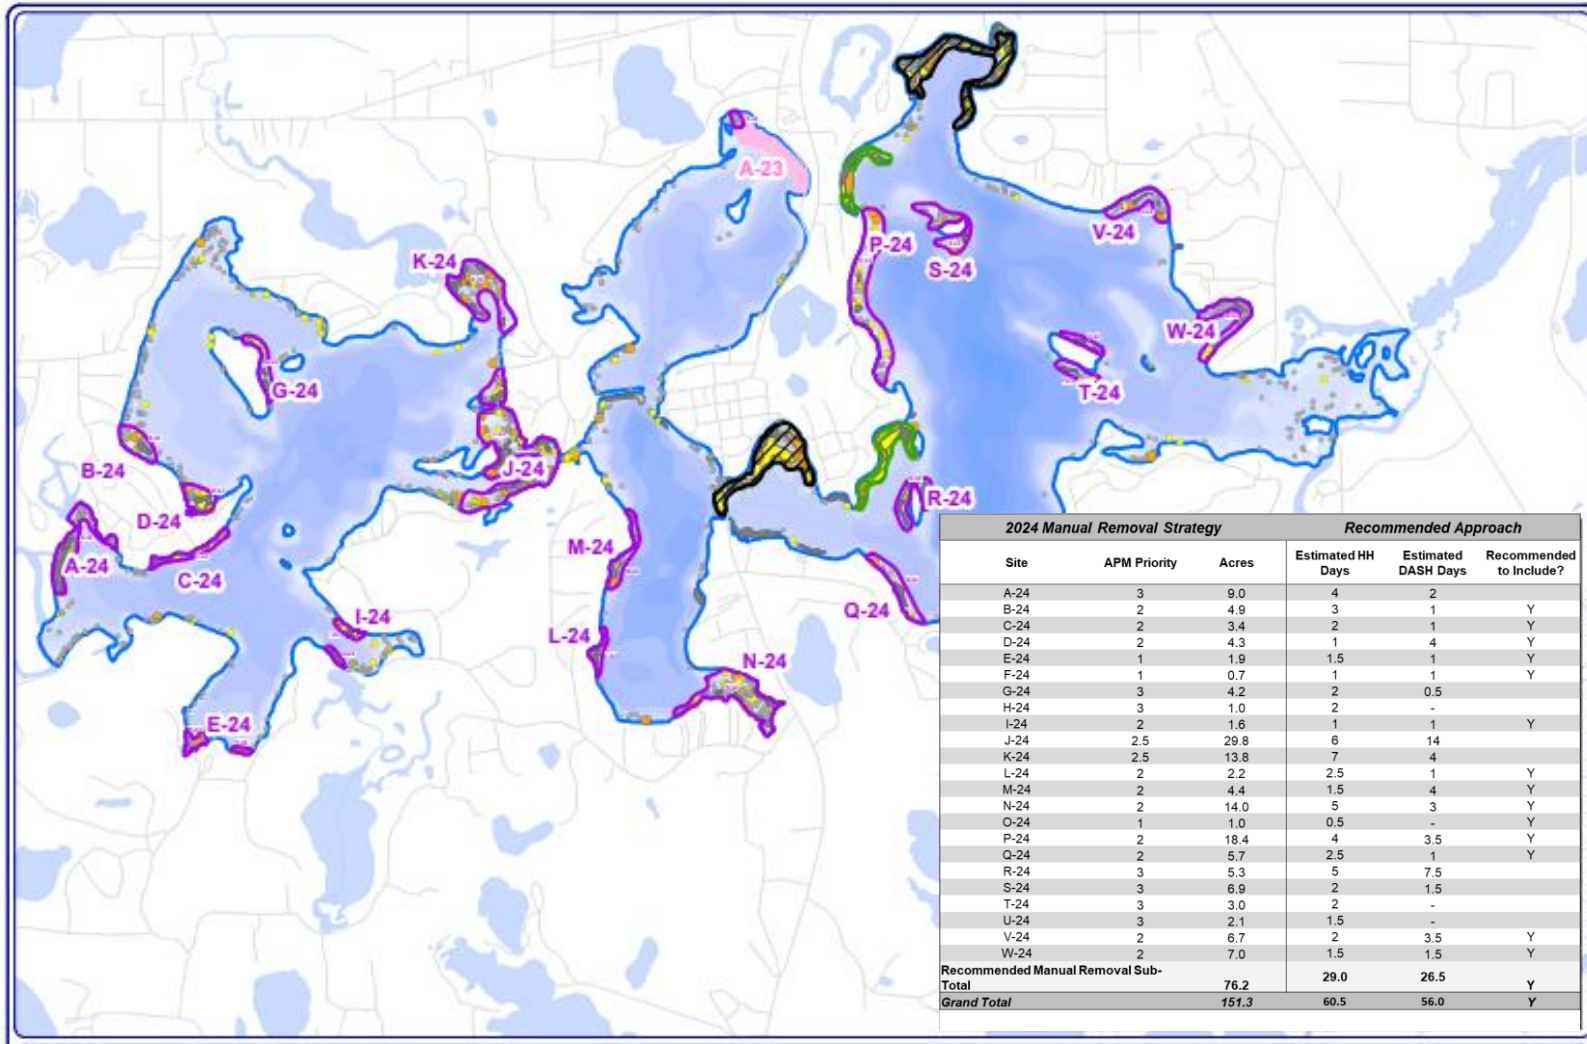 A-23
K-24
P-24
S-24
V-24
W-24
G-24
T-24
B-24
J-24
R-24
D-24
A-24
C-24
M-24
Q-24
I-24
L-24
N-24
E-24
2024 Manual Removal Strategy Recommended Approach
Site APM Priority Acres Estimated HH Days Estimated DASH Days Recommended to Include?
A-24 3 9.0 4 2
B-24 2 4.9 3 1 Y
C-24 2 3.4 2 1 Y
D-24 2 4.3 1 4 Y
E-24 1 1.9 1.5 1 Y
F-24 1 0.7 1 1 Y
G-24 3 4.2 2 0.5
H-24 3 1.0 2 -
I-24 2 1.6 1 1 Y
J-24 2.5 29.8 6 14
K-24 2.5 13.8 7 4
L-24 2 2.2 2.5 1 Y
M-24 2 4.4 1.5 4 Y
N-24 2 14.0 5 3 Y
O-24 1 1.0 0.5 - Y
P-24 2 18.4 4 3.5 Y
Q-24 2 5.7 2.5 1 Y
R-24 3 5.3 5 7.5
S-24 3 6.9 2 1.5
T-24 3 3.0 2 -
U-24 3 2.1 1.5 -
V-24 2 6.7 2 3.5 Y
W-24 2 7.0 1.5 1.5 Y
Recommended Manual Removal Sub-
Total 76.2 29.0 26.5 Y
Grand Total 151.3 60.5 56.0 Y